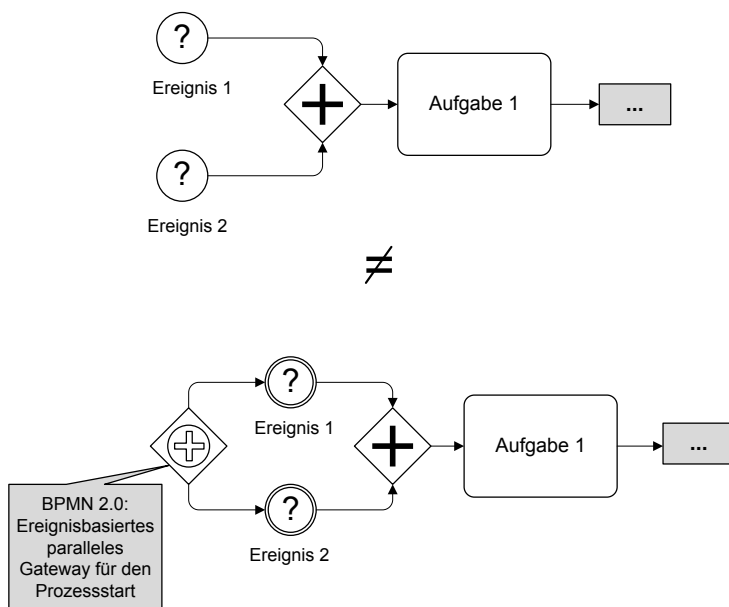 ?
Ereignis 1
Aufgabe 1
...
?
Ereignis 2
≠
?
Ereignis 1
Aufgabe 1
...
?
Ereignis 2
BPMN 2.0:
Ereignisbasiertes
paralleles
Gateway für den
Prozessstart